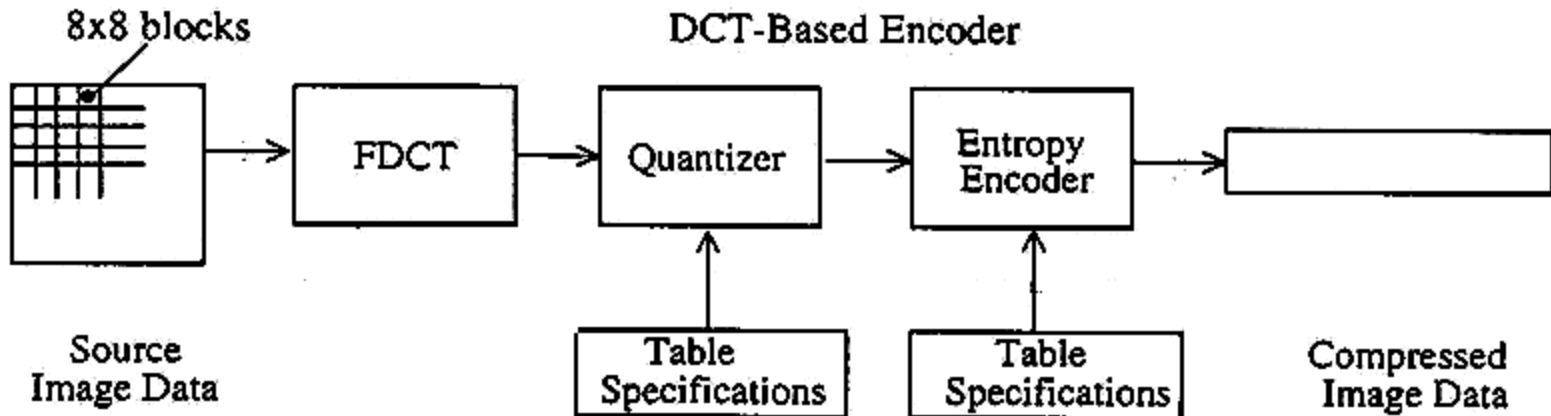 8x8 blocks
DCT-Based Encoder
FDCT
Quantizer
Entropy
Encoder
Source
Image Data
Table
Specifications
Table
Specifications
Compressed
Image Data